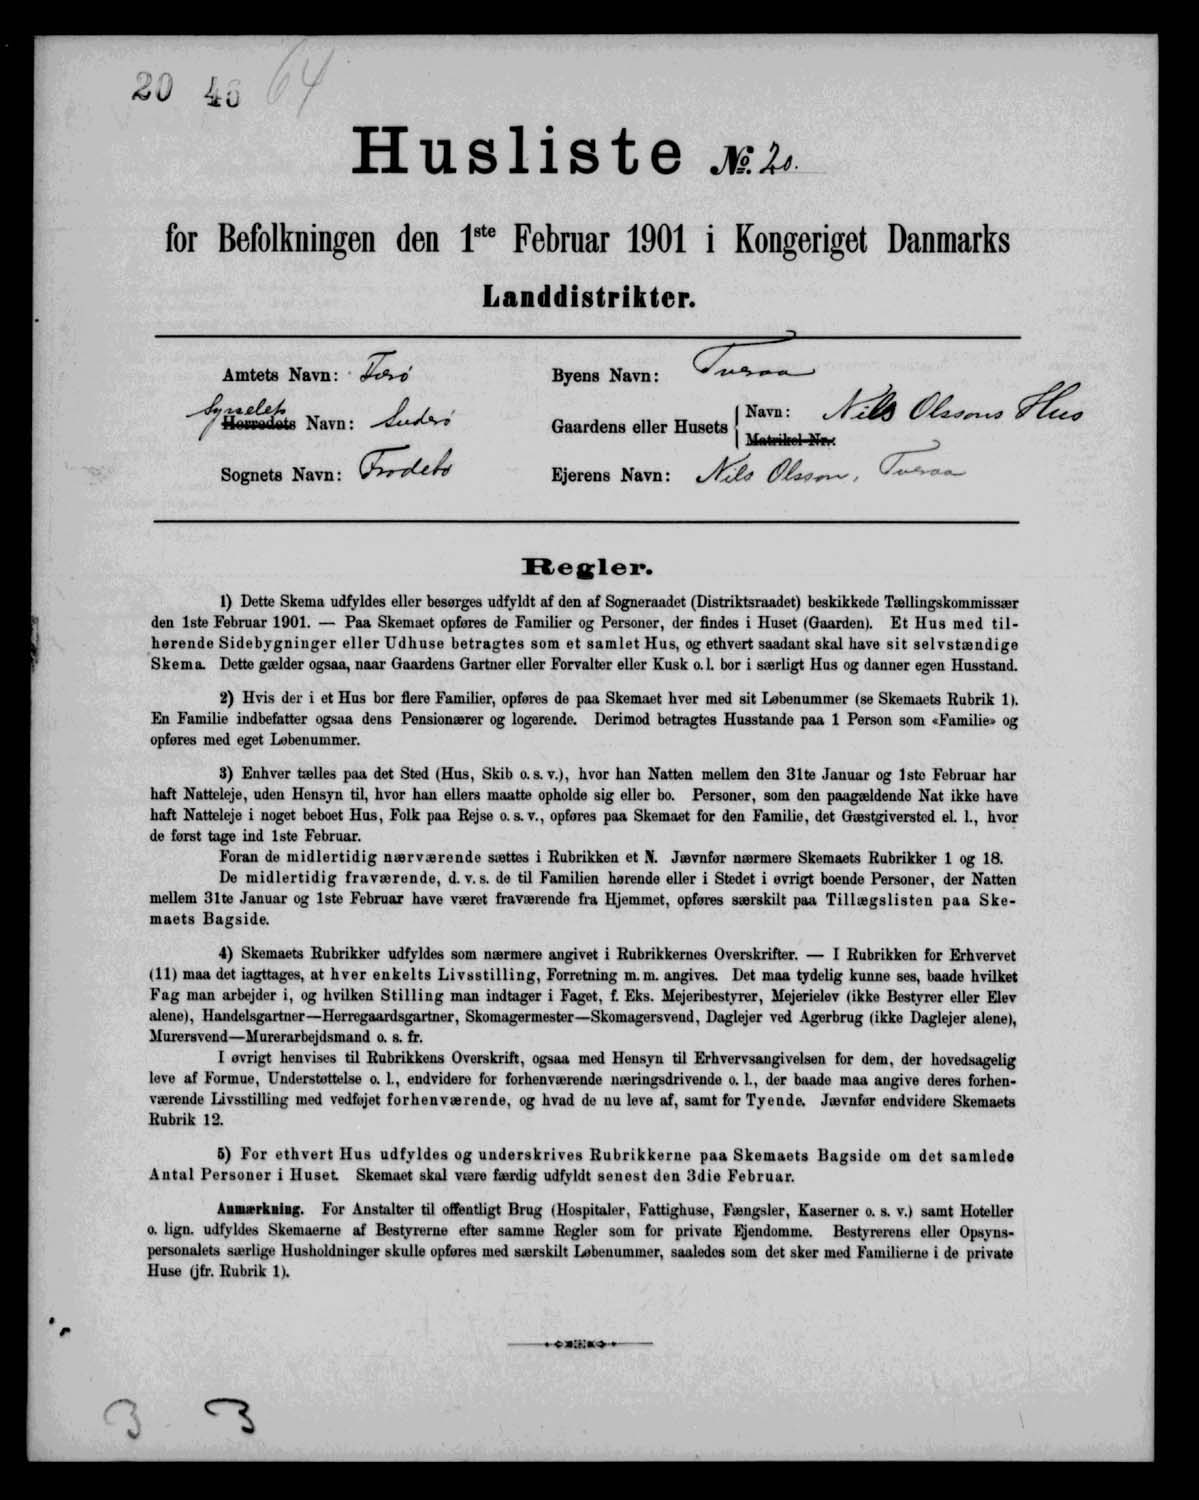 20 46 64
Husliste № 20.
for Befolkningen den 1ste Februar 1901 i Kongeriget Danmarks
Landdistrikter.
Amtets Navn: Færø
Byens Navn: Tveraa
Sysselets
Herredets Navn: Suderø
Gaardens eller Husets Navn: Nils Olssons Hus
Matrikel-Nr.:
Sognets Navn: Frodebø
Ejerens Navn: Nils Olsson, Tveraa
Regler.
1) Dette Skema udfyldes eller besørges udfyldt af den af Sogneraadet (Distriktsraadet) beskikkede Tællingskommissær
den 1ste Februar 1901. — Paa Skemaet opføres de Familier og Personer, der findes i Huset (Gaarden). Et Hus med til-
hørende Sidebygninger eller Udhuse betragtes som et samlet Hus, og ethvert saadant skal have sit selvstændige
Skema. Dette gælder ogsaa, naar Gaardens Gartner eller Forvalter eller Kusk o. l. bor i særligt Hus og danner egen Husstand.
2) Hvis der i et Hus bor flere Familier, opføres de paa Skemaet hver med sit Løbenummer (se Skemaets Rubrik 1).
En Familie indbefatter ogsaa dens Pensionærer og logerende. Derimod betragtes Husstande paa 1 Person som «Familie» og
opføres med eget Løbenummer.
3) Enhver tælles paa det Sted (Hus, Skib o. s. v.), hvor han Natten mellem den 31te Januar og 1ste Februar har
haft Natteleje, uden Hensyn til, hvor han ellers maatte opholde sig eller bo. Personer, som den paagældende Nat ikke have
haft Natteleje i noget beboet Hus, Folk paa Rejse o. s. v., opføres paa Skemaet for den Familie, det Gæstgiversted el. l., hvor
de først tage ind 1ste Februar.
Foran de midlertidig nærværende sættes i Rubrikken et N. Jævnfør nærmere Skemaets Rubrikker 1 og 18.
De midlertidig fraværende, d. v. s. de til Familien hørende eller i Stedet i øvrigt boende Personer, der Natten
mellem 31te Januar og 1ste Februar have været fraværende fra Hjemmet, opføres særskilt paa Tillægslisten paa Ske-
maets Bagside.
4) Skemaets Rubrikker udfyldes som nærmere angivet i Rubrikkernes Overskrifter. — I Rubrikken for Erhvervet
(11) maa det iagttages, at hver enkelts Livsstilling, Forretning m. m. angives. Det maa tydelig kunne ses, baade hvilket
Fag man arbejder i, og hvilken Stilling man indtager i Faget, f. Eks. Mejeribestyrer, Mejerielev (ikke Bestyrer eller Elev
alene), Handelsgartner—Herregaardsgartner, Skomagermester—Skomagersvend, Daglejer ved Agerbrug (ikke Daglejer alene),
Murersvend—Murerarbejdsmand o. s. fr.
I øvrigt henvises til Rubrikkens Overskrift, ogsaa med Hensyn til Erhvervsangivelsen for dem, der hovedsagelig
leve af Formue, Understøttelse o. l., endvidere for forhenværende næringsdrivende o. l., der baade maa angive deres forhen-
værende Livsstilling med vedføjet forhenværende, og hvad de nu leve af, samt for Tyende. Jævnfør endvidere Skemaets
Rubrik 12.
5) For ethvert Hus udfyldes og underskrives Rubrikkerne paa Skemaets Bagside om det samlede
Antal Personer i Huset. Skemaet skal være færdig udfyldt senest den 3die Februar.
Anmærkning. For Anstalter til offentligt Brug (Hospitaler, Fattighuse, Fængsler, Kaserner o. s. v.) samt Hoteller
o. lign. udfyldes Skemaerne af Bestyrerne efter samme Regler som for private Ejendomme. Bestyrerens eller Opsyns-
personalets særlige Husholdninger skulle opføres med særskilt Løbenummer, saaledes som det sker med Familierne i de private
Huse (jfr. Rubrik 1).
3 3